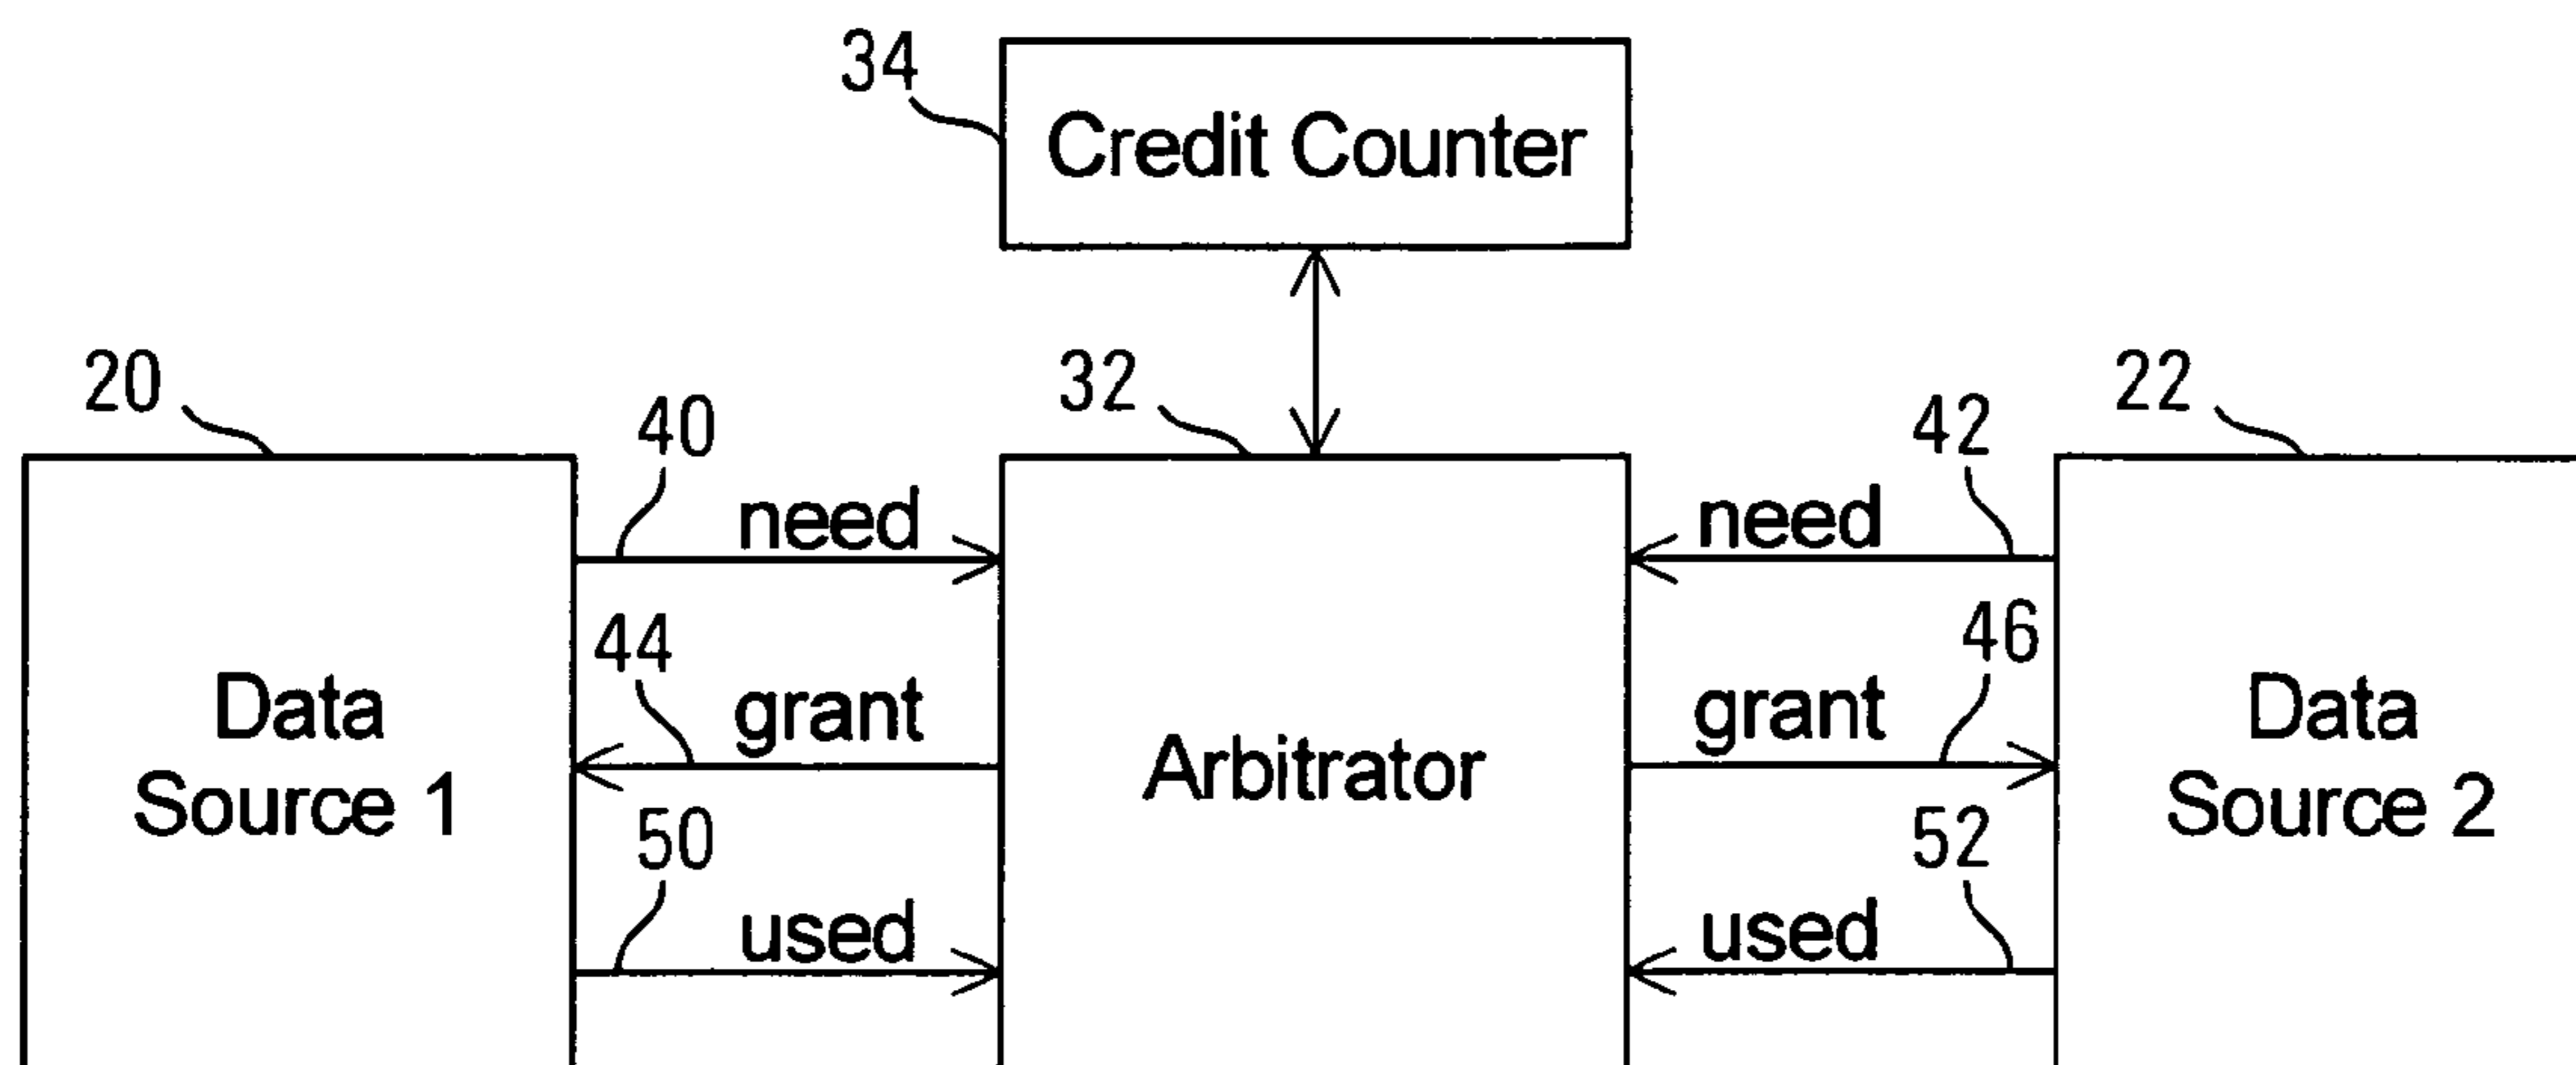 34
Credit Counter
20
40
need
32
42
need
22
44
grant
46
grant
Data
Source 1
Arbitrator
Data
Source 2
50
used
52
used